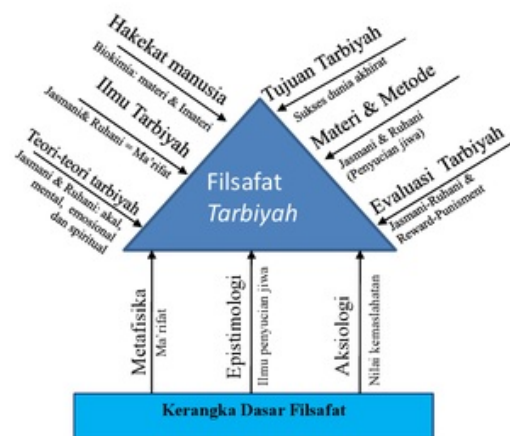 Hakekat manusia
Biokimia: materi & Imateri
Ilmu Tarbiyah
Jasmani& Ruhani = Ma'rifat
Teori-teori tarbiyah
Jasmani & Ruhani: akal,
mental, emosional
dan spiritual
Tujuan Tarbiyah
Sukses dunia akhirat
Materi & Metode
Jasmani & Ruhani
(Penyucian jiwa)
Evaluasi Tarbiyah
Jasmani-Ruhani &
Reward-Punisment
Filsafat
Tarbiyah
Metafisika
Ma'rifat
Epistimologi
Ilmu penyucian jiwa
Aksiologi
Nilai kemaslahatan
Kerangka Dasar Filsafat